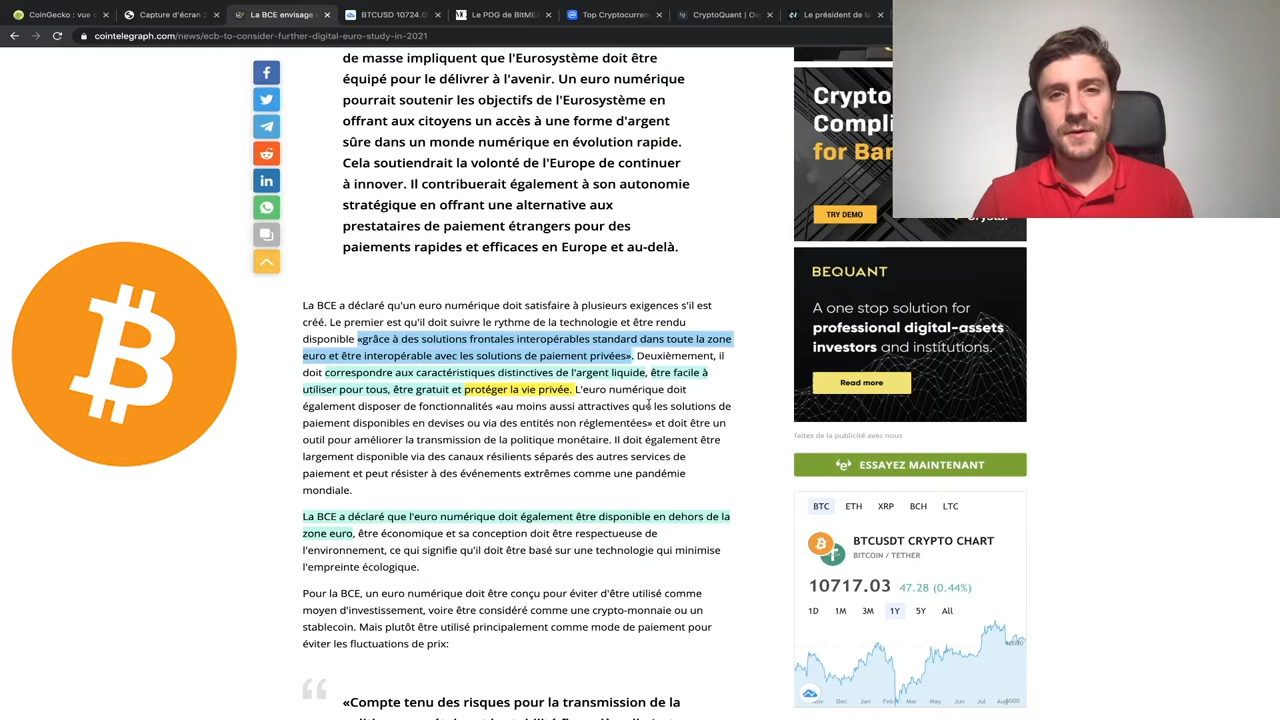 CoinGecko : vue d
Capture d'écran 2
La BCE envisage
BTCUSD 10724.0
Le PDG de BitME
Top Cryptocurren
CryptoQuant | Ov
Le président de la
cointelegraph.com/news/ecb-to-consider-further-digital-euro-study-in-2021
de masse impliquent que l'Eurosystème doit être
équipé pour le délivrer à l'avenir. Un euro numérique
pourrait soutenir les objectifs de l'Eurosystème en
offrant aux citoyens un accès à une forme d'argent
sûre dans un monde numérique en évolution rapide.
Cela soutiendrait la volonté de l'Europe de continuer
à innover. Il contribuerait également à son autonomie
stratégique en offrant une alternative aux
prestataires de paiement étrangers pour des
paiements rapides et efficaces en Europe et au-delà.
La BCE a déclaré qu'un euro numérique doit satisfaire à plusieurs exigences s'il est
créé. Le premier est qu'il doit suivre le rythme de la technologie et être rendu
disponible «grâce à des solutions frontales interopérables standard dans toute la zone
euro et être interopérable avec les solutions de paiement privées». Deuxièmement, il
doit correspondre aux caractéristiques distinctives de l'argent liquide, être facile à
utiliser pour tous, être gratuit et protéger la vie privée. L'euro numérique doit
également disposer de fonctionnalités «au moins aussi attractives que les solutions de
paiement disponibles en devises ou via des entités non réglementées» et doit être un
outil pour améliorer la transmission de la politique monétaire. Il doit également être
largement disponible via des canaux résilients séparés des autres services de
paiement et peut résister à des événements extrêmes comme une pandémie
mondiale.
La BCE a déclaré que l'euro numérique doit également être disponible en dehors de la
zone euro, être économique et sa conception doit être respectueuse de
l'environnement, ce qui signifie qu'il doit être basé sur une technologie qui minimise
l'empreinte écologique.
Pour la BCE, un euro numérique doit être conçu pour éviter d'être utilisé comme
moyen d'investissement, voire être considéré comme une crypto-monnaie ou un
stablecoin. Mais plutôt être utilisé principalement comme mode de paiement pour
éviter les fluctuations de prix:
«Compte tenu des risques pour la transmission de la
Crypto
Compli
for Ban
TRY DEMO
Crystal
BEQUANT
A one stop solution for
professional digital-assets
investors and institutions.
Read more
faites de la publicité avec nous
ESSAYEZ MAINTENANT
BTC ETH XRP BCH LTC
BTCUSDT CRYPTO CHART
BITCOIN / TETHER
10717.03 47.28 (0.44%)
1D 1M 3M 1Y 5Y All
10000
5000
Nov Dec Jan Feb Mar Apr May Jun Jul Aug